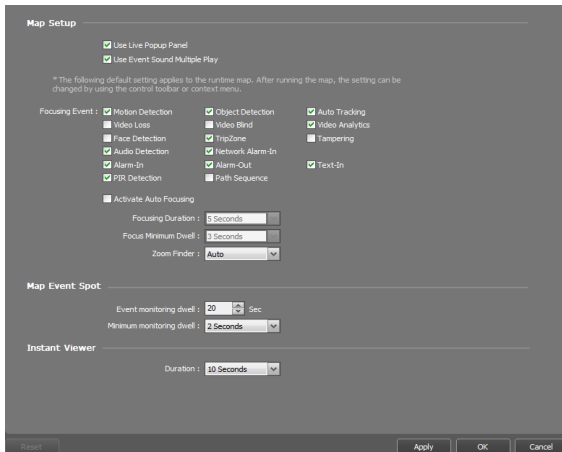 Map Setup
Use Live Popup Panel
Use Event Sound Multiple Play
* The following default setting applies to the runtime map. After running the map, the setting can be
changed by using the control toolbar or context menu.
Focusing Event : Motion Detection Object Detection Auto Tracking
Video Loss Video Blind Video Analytics
Face Detection TripZone Tampering
Audio Detection Network Alarm-In
Alarm-In Alarm-Out Text-In
PIR Detection Path Sequence
Activate Auto Focusing
Focusing Duration : 5 Seconds
Focus Minimum Dwell : 3 Seconds
Zoom Finder : Auto
Map Event Spot
Event monitoring dwell : 20 Sec
Minimum monitoring dwell : 2 Seconds
Instant Viewer
Duration : 10 Seconds
Reset Apply OK Cancel